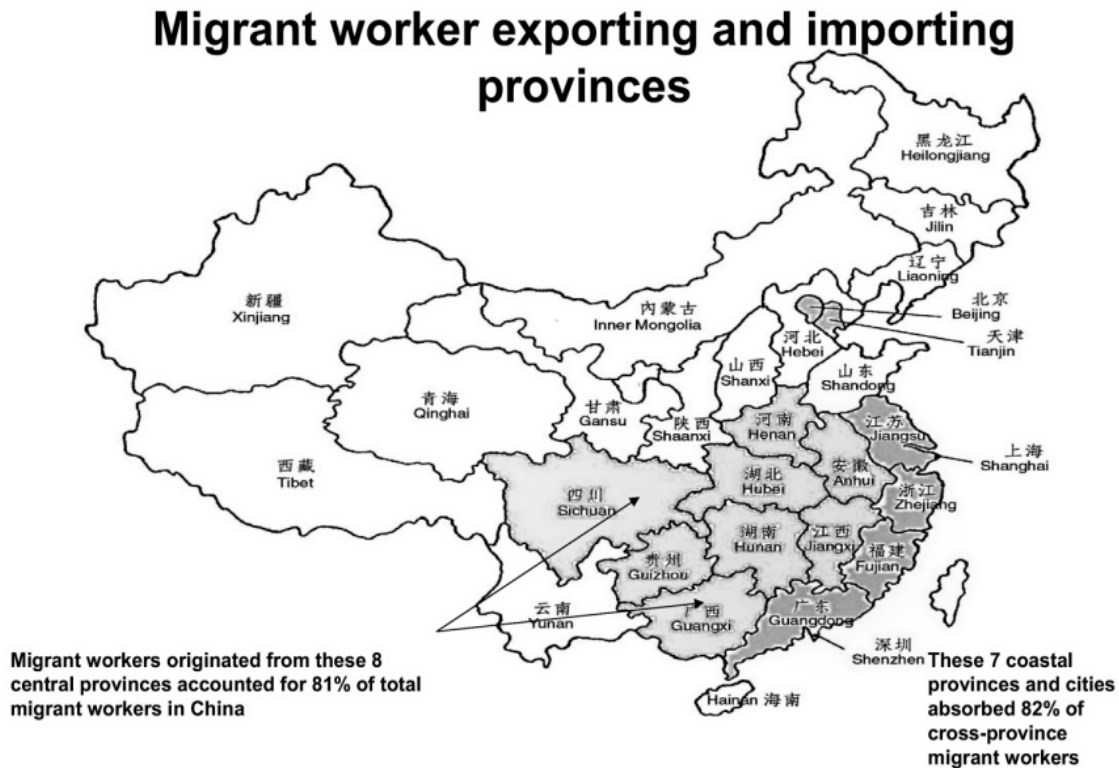 Migrant worker exporting and importing
provinces
黑龙江
Heilongjiang
吉林
Jilin
辽宁
Liaoning
新疆
Xinjiang
內蒙古
Inner Mongolia
北京
Beijing
天津
Tianjin
河北
Hebei
山西
Shanxi
山东
Shandong
青海
Qinghai
甘肃
Gansu
陕西
Shaanxi
河南
Henan
江苏
Jiangsu
上海
Shanghai
西藏
Tibet
四川
Sichuan
湖北
Hubei
安徽
Anhui
浙江
Zhejiang
湖南
Hunan
江西
Jiangxi
贵州
Guizhou
福建
Fujian
云南
Yunan
广西
Guangxi
广东
Guangdong
深圳
Shenzhen
Hainan 海南
Migrant workers originated from these 8
central provinces accounted for 81% of total
migrant workers in China
These 7 coastal
provinces and cities
absorbed 82% of
cross-province
migrant workers